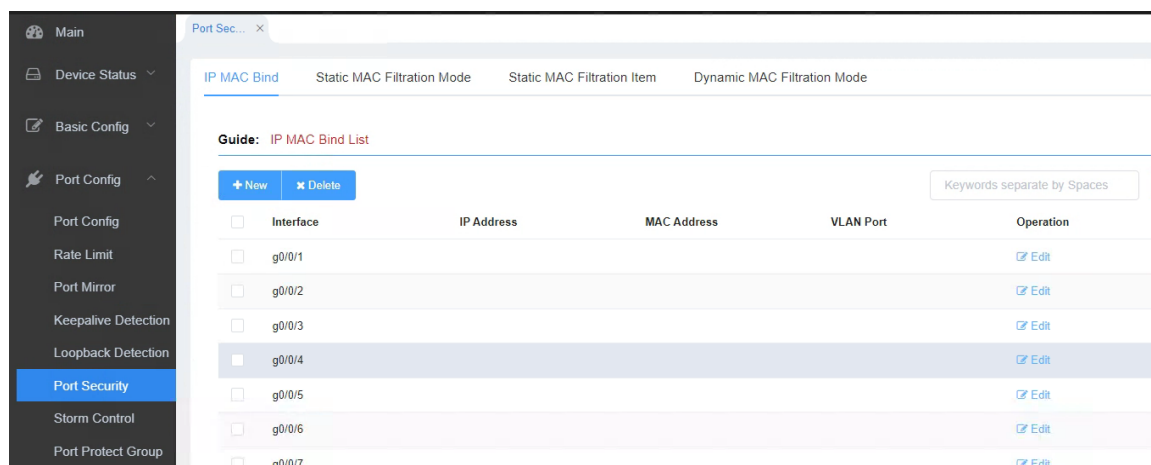 Main
Port Sec...
Device Status
IP MAC Bind Static MAC Filtration Mode Static MAC Filtration Item Dynamic MAC Filtration Mode
Basic Config
Guide: IP MAC Bind List
Port Config
New Delete Keywords separate by Spaces
Port Config
Interface IP Address MAC Address VLAN Port Operation
Rate Limit
g0/0/1 Edit
Port Mirror
g0/0/2 Edit
Keepalive Detection
g0/0/3 Edit
Loopback Detection
g0/0/4 Edit
Port Security
g0/0/5 Edit
Storm Control
g0/0/6 Edit
Port Protect Group
g0/0/7 Edit